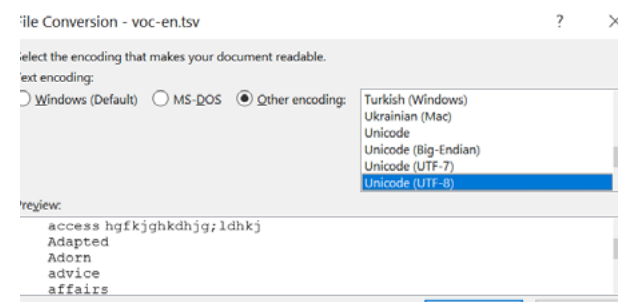 File Conversion - voc-en.tsv ?
Select the encoding that makes your document readable.
Text encoding:
Windows (Default) MS-DOS Other encoding:
Turkish (Windows)
Ukrainian (Mac)
Unicode
Unicode (Big-Endian)
Unicode (UTF-7)
Unicode (UTF-8)
Preview:
access hgfkjghkdhjg;ldhkj
Adapted
Adorn
advice
affairs